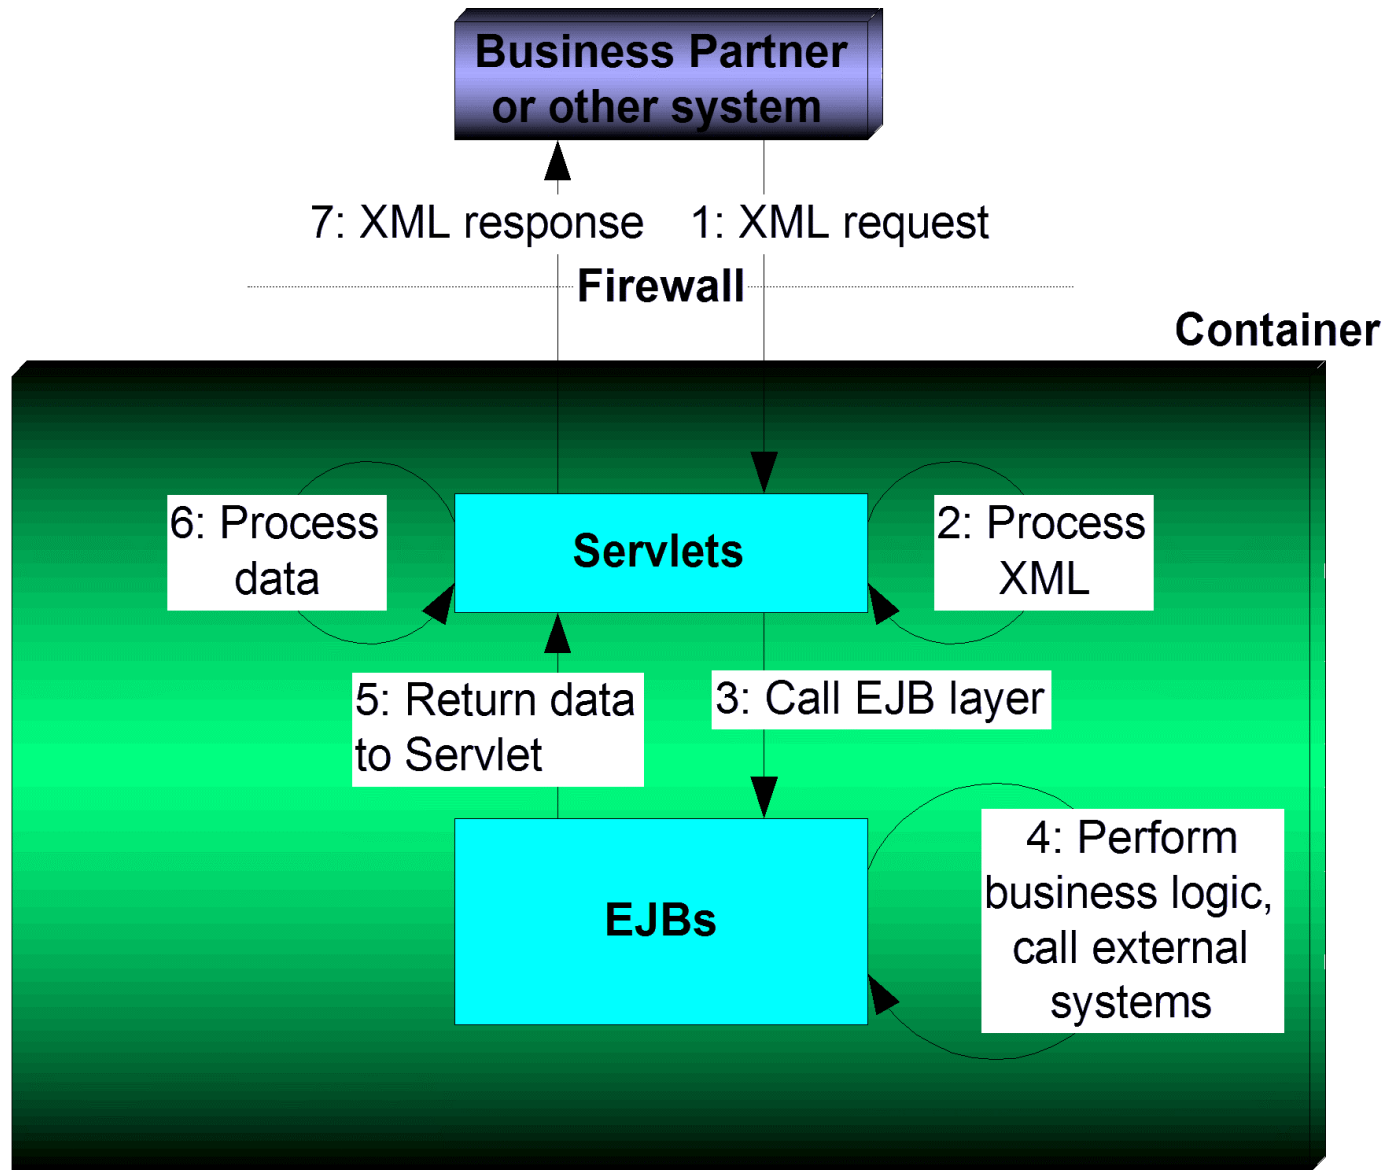 Business Partner
or other system
7: XML response
1: XML request
Firewall
Container
6: Process
data
Servlets
2: Process
XML
5: Return data
to Servlet
3: Call EJB layer
EJBs
4: Perform
business logic,
call external
systems